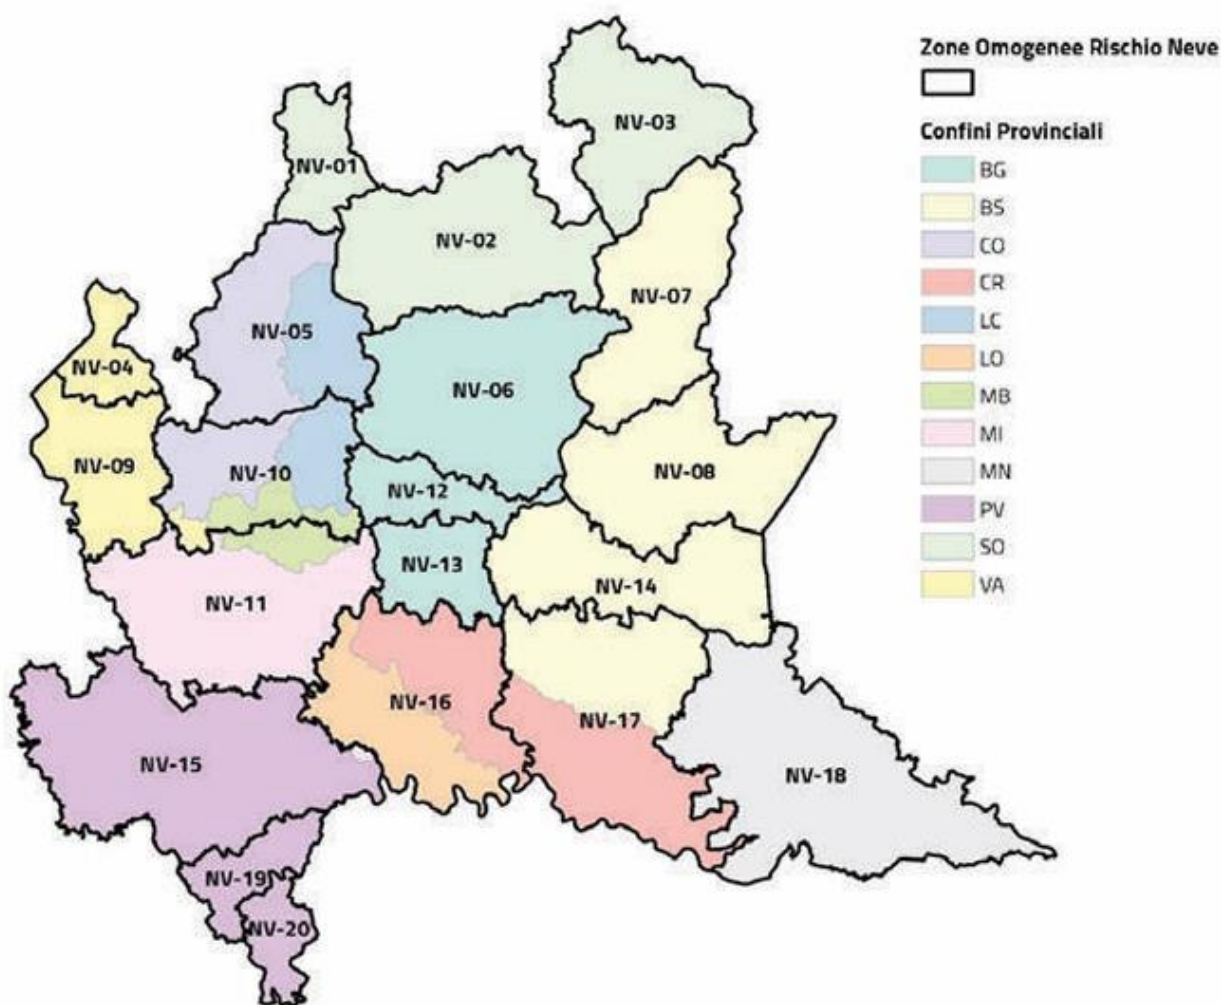 Zone Omogenee Rischio Neve
Confini Provinciali
BG
BS
CO
CR
LC
LO
MB
MI
MN
PV
SO
VA
NV-03
NV-01
NV-02
NV-07
NV-05
NV-04
NV-06
NV-09
NV-10
NV-08
NV-12
NV-13
NV-14
NV-11
NV-16
NV-17
NV-15
NV-18
NV-19
NV-20